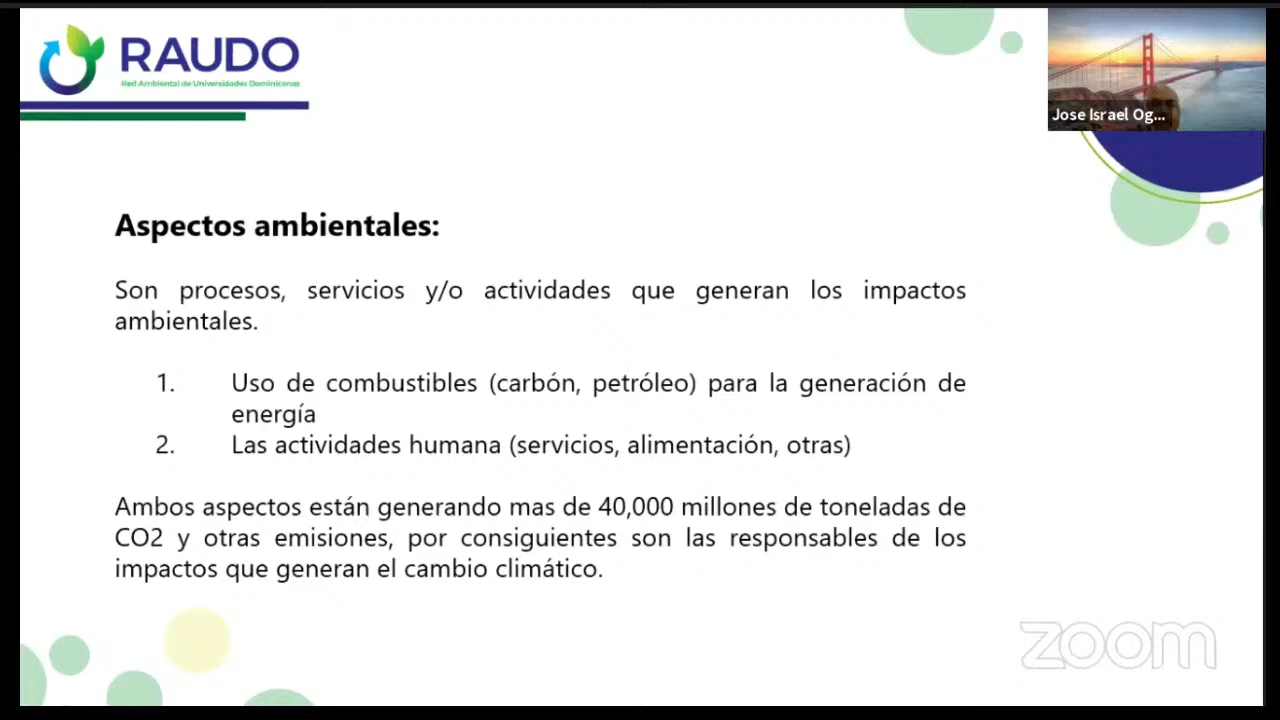 RAUDO
Red Ambiental de Universidades Dominicanas
Jose Israel Og...
Aspectos ambientales:
Son procesos, servicios y/o actividades que generan los impactos
ambientales.
1. Uso de combustibles (carbón, petróleo) para la generación de
energía
2. Las actividades humana (servicios, alimentación, otras)
Ambos aspectos están generando mas de 40,000 millones de toneladas de
CO2 y otras emisiones, por consiguientes son las responsables de los
impactos que generan el cambio climático.
zoom